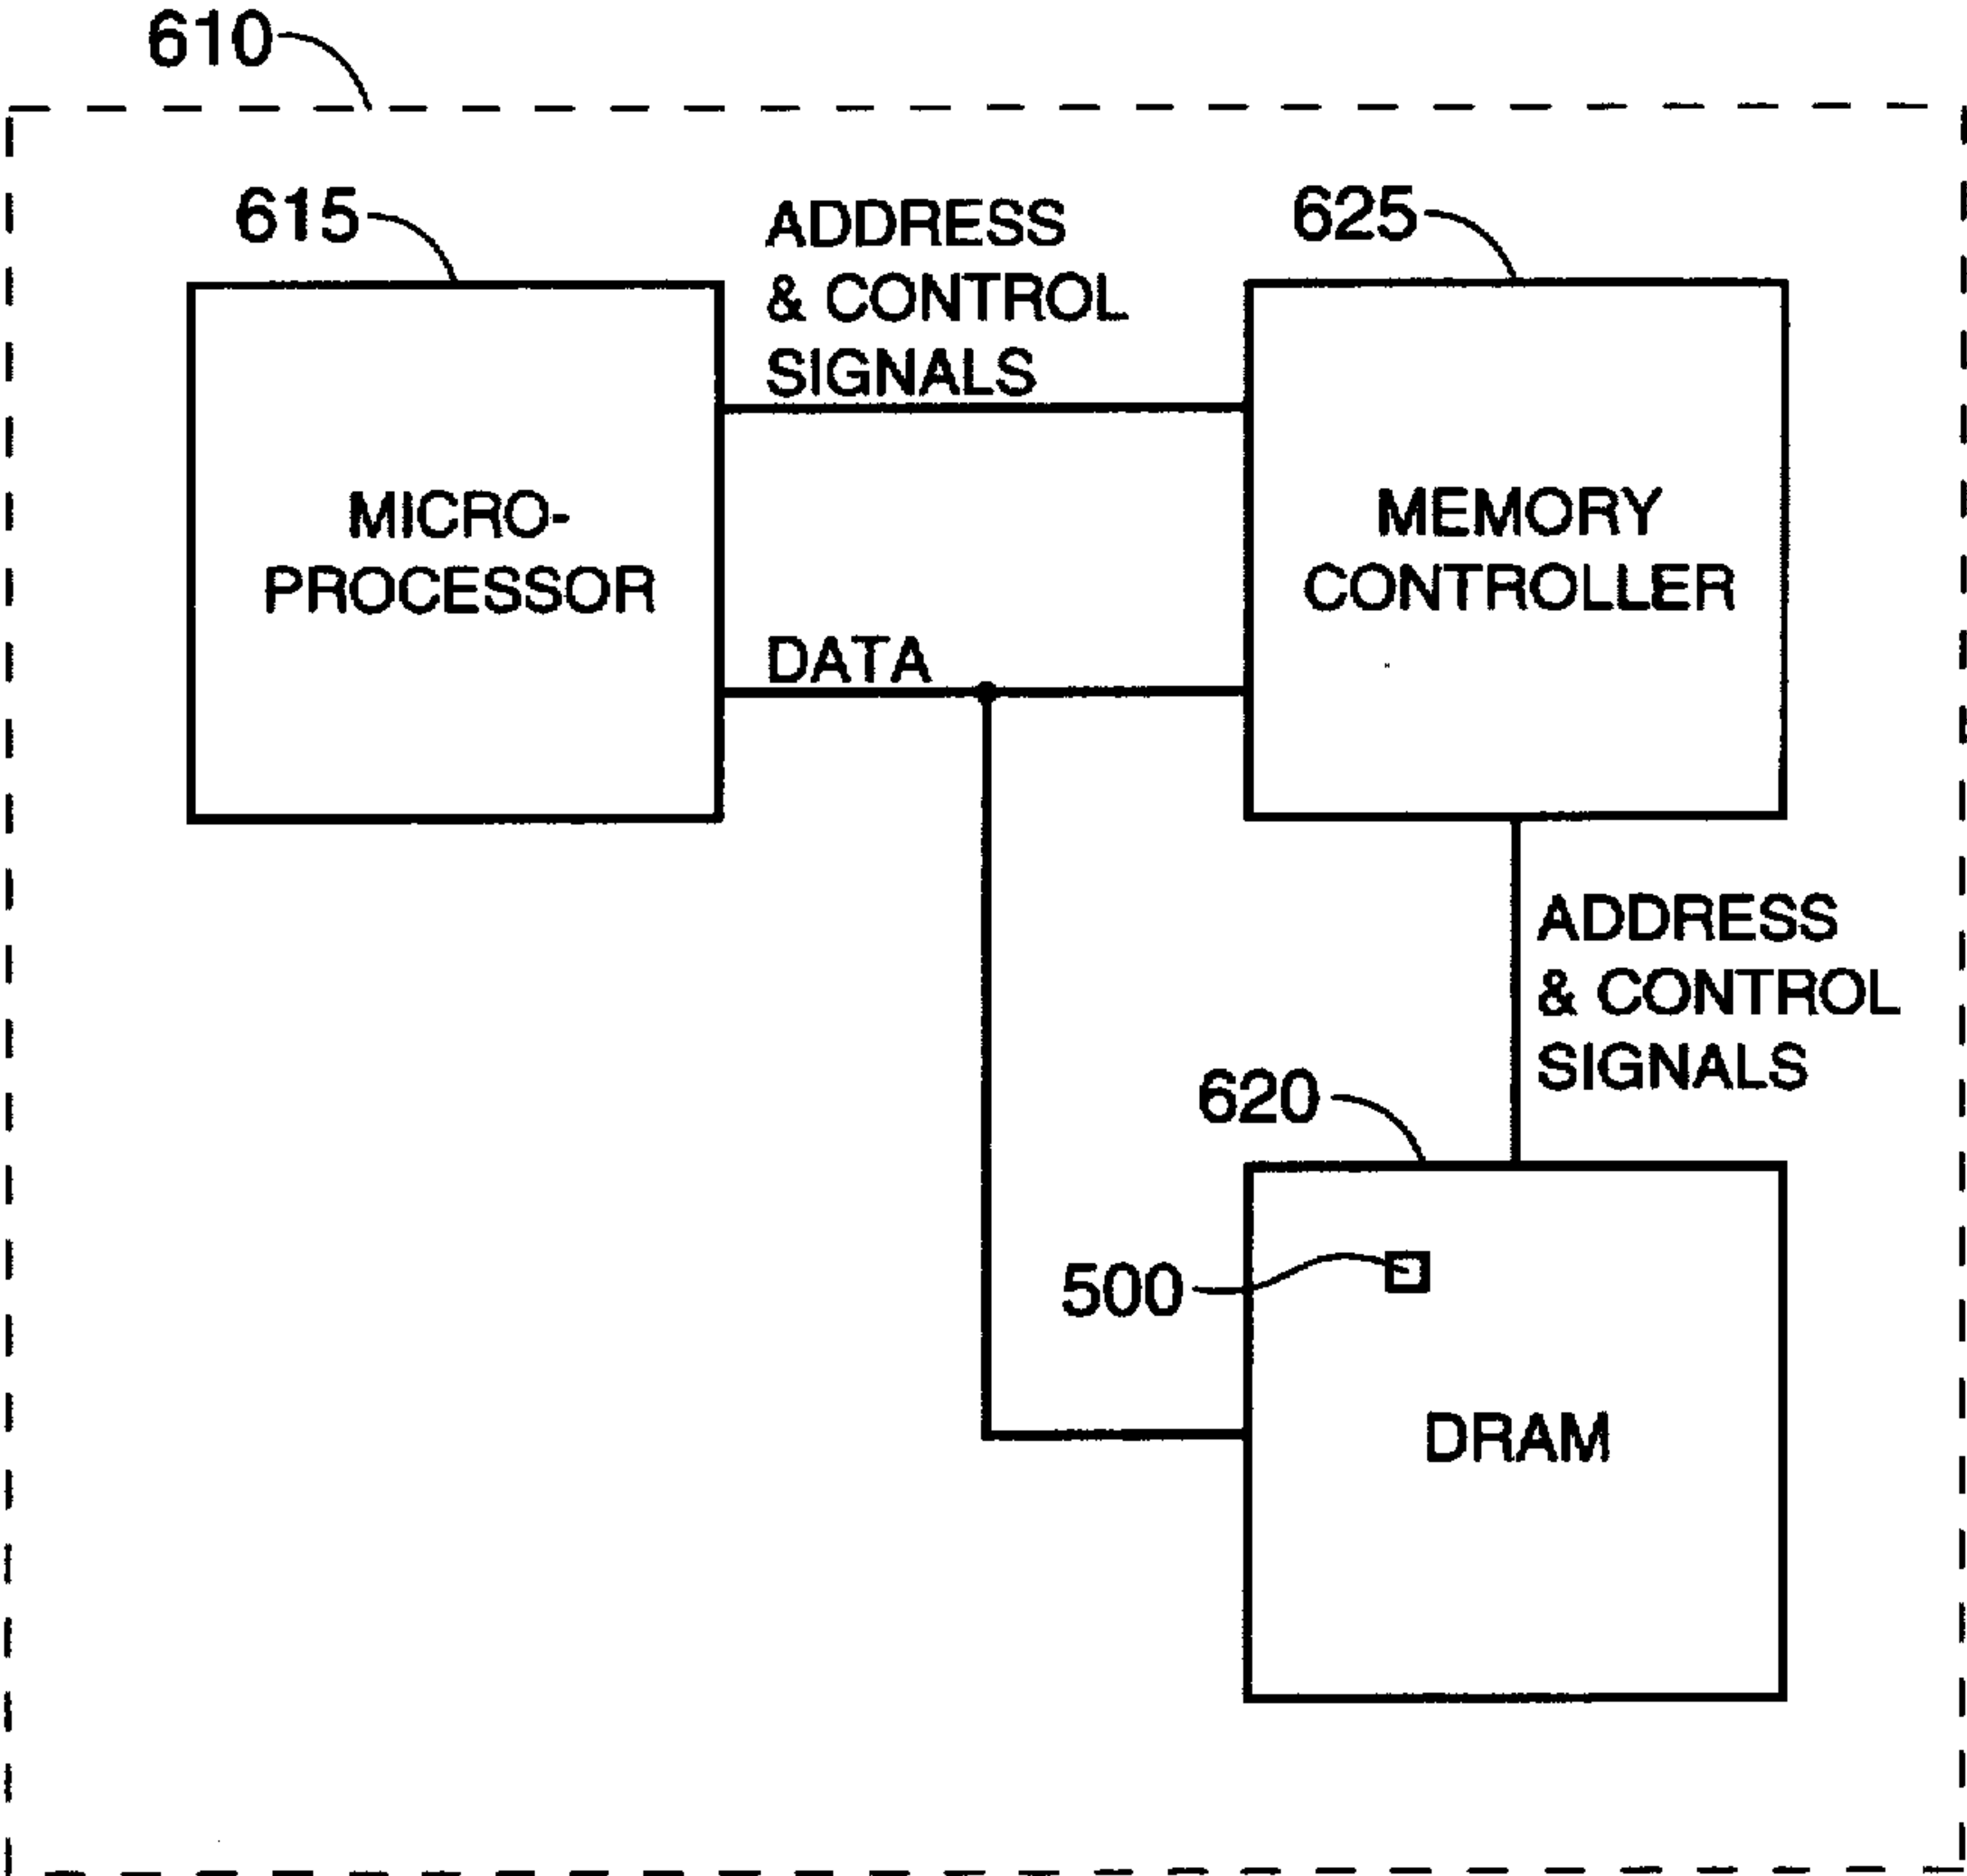 610
615
ADDRESS
& CONTROL
SIGNALS
625
MICRO-
PROCESSOR
MEMORY
CONTROLLER
DATA
ADDRESS
& CONTROL
SIGNALS
620
500
DRAM